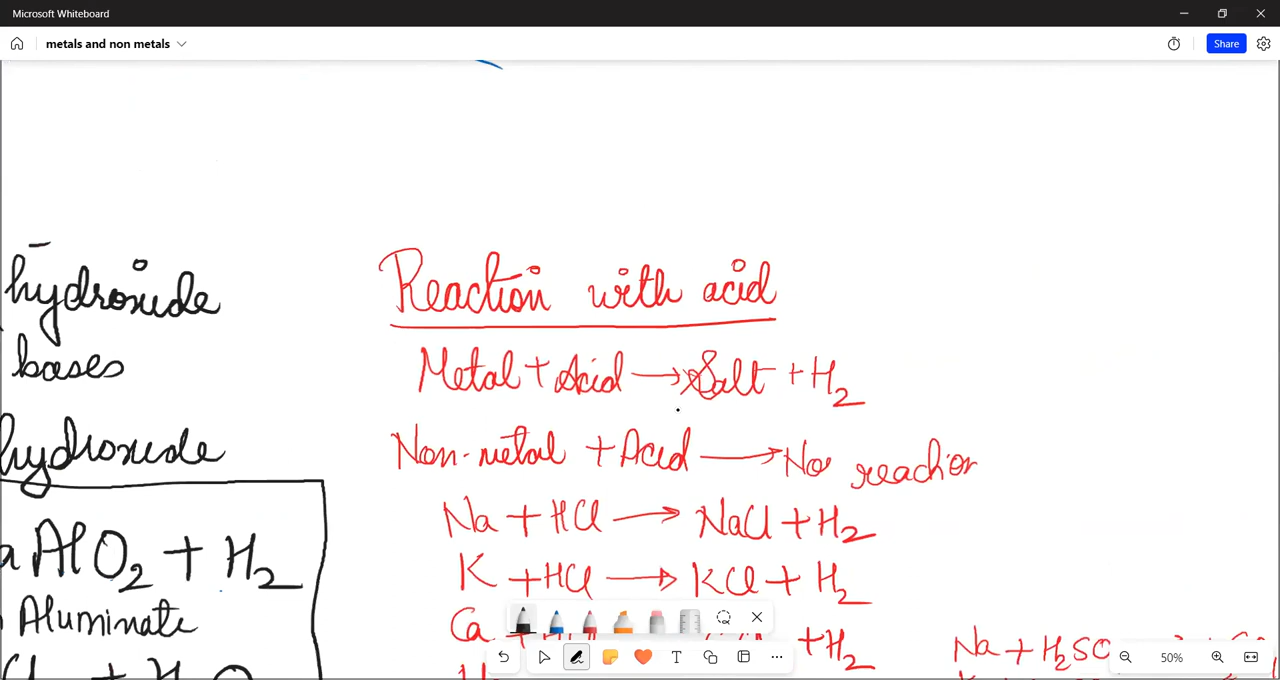 Microsoft Whiteboard
metals and non metals
Share
hydroxide
bases
hydroxide
AlO2 + H2
Aluminate
Reaction with acid
Metal + Acid → Salt + H2
Non-metal + Acid → No reaction
Na + HCl → NaCl + H2
K + HCl → KCl + H2
Ca + H2
Na + H2SO
50%